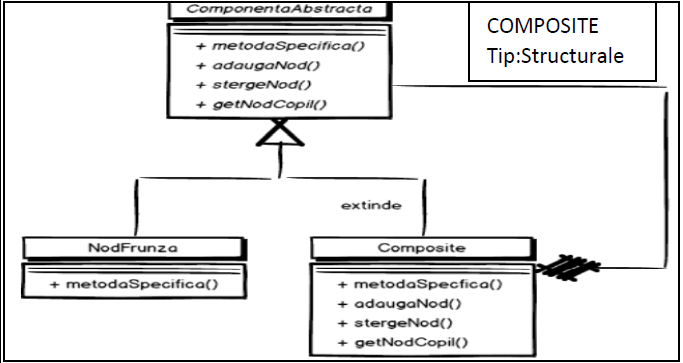 ComponentaAbstracta
+ metodaSpecifica()
+ adaugaNod()
+ stergeNod()
+ getNodCopil()
COMPOSITE
Tip:Structurale
extinde
NodFrunza
+ metodaSpecifica()
Composite
+ metodaSpecfica()
+ adaugaNod()
+ stergeNod()
+ getNodCopil()